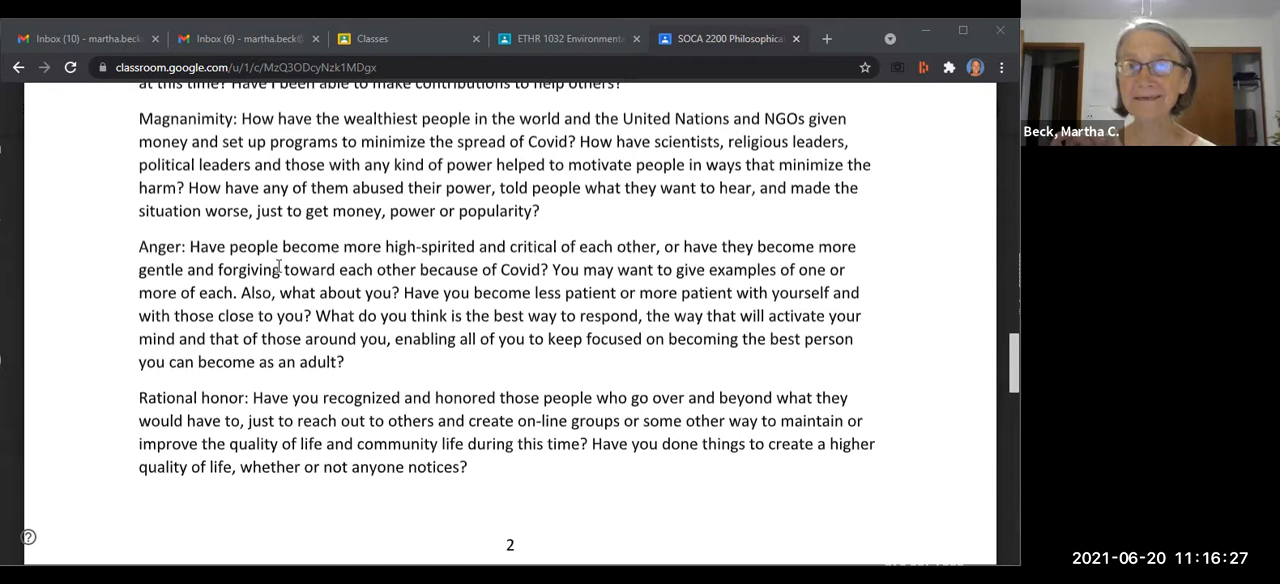 Inbox (10) - martha.beck
Inbox (6) - martha.beck@
Classes
ETHR 1032 Environmenta
SOCA 2200 Philosophica
classroom.google.com/u/1/c/MzQ3ODcyNzk1MDgx
at this time? Have I been able to make contributions to help others?
Magnanimity: How have the wealthiest people in the world and the United Nations and NGOs given
money and set up programs to minimize the spread of Covid? How have scientists, religious leaders,
political leaders and those with any kind of power helped to motivate people in ways that minimize the
harm? How have any of them abused their power, told people what they want to hear, and made the
situation worse, just to get money, power or popularity?
Anger: Have people become more high-spirited and critical of each other, or have they become more
gentle and forgiving toward each other because of Covid? You may want to give examples of one or
more of each. Also, what about you? Have you become less patient or more patient with yourself and
with those close to you? What do you think is the best way to respond, the way that will activate your
mind and that of those around you, enabling all of you to keep focused on becoming the best person
you can become as an adult?
Rational honor: Have you recognized and honored those people who go over and beyond what they
would have to, just to reach out to others and create on-line groups or some other way to maintain or
improve the quality of life and community life during this time? Have you done things to create a higher
quality of life, whether or not anyone notices?
2
Beck, Martha C.
2021-06-20 11:16:27